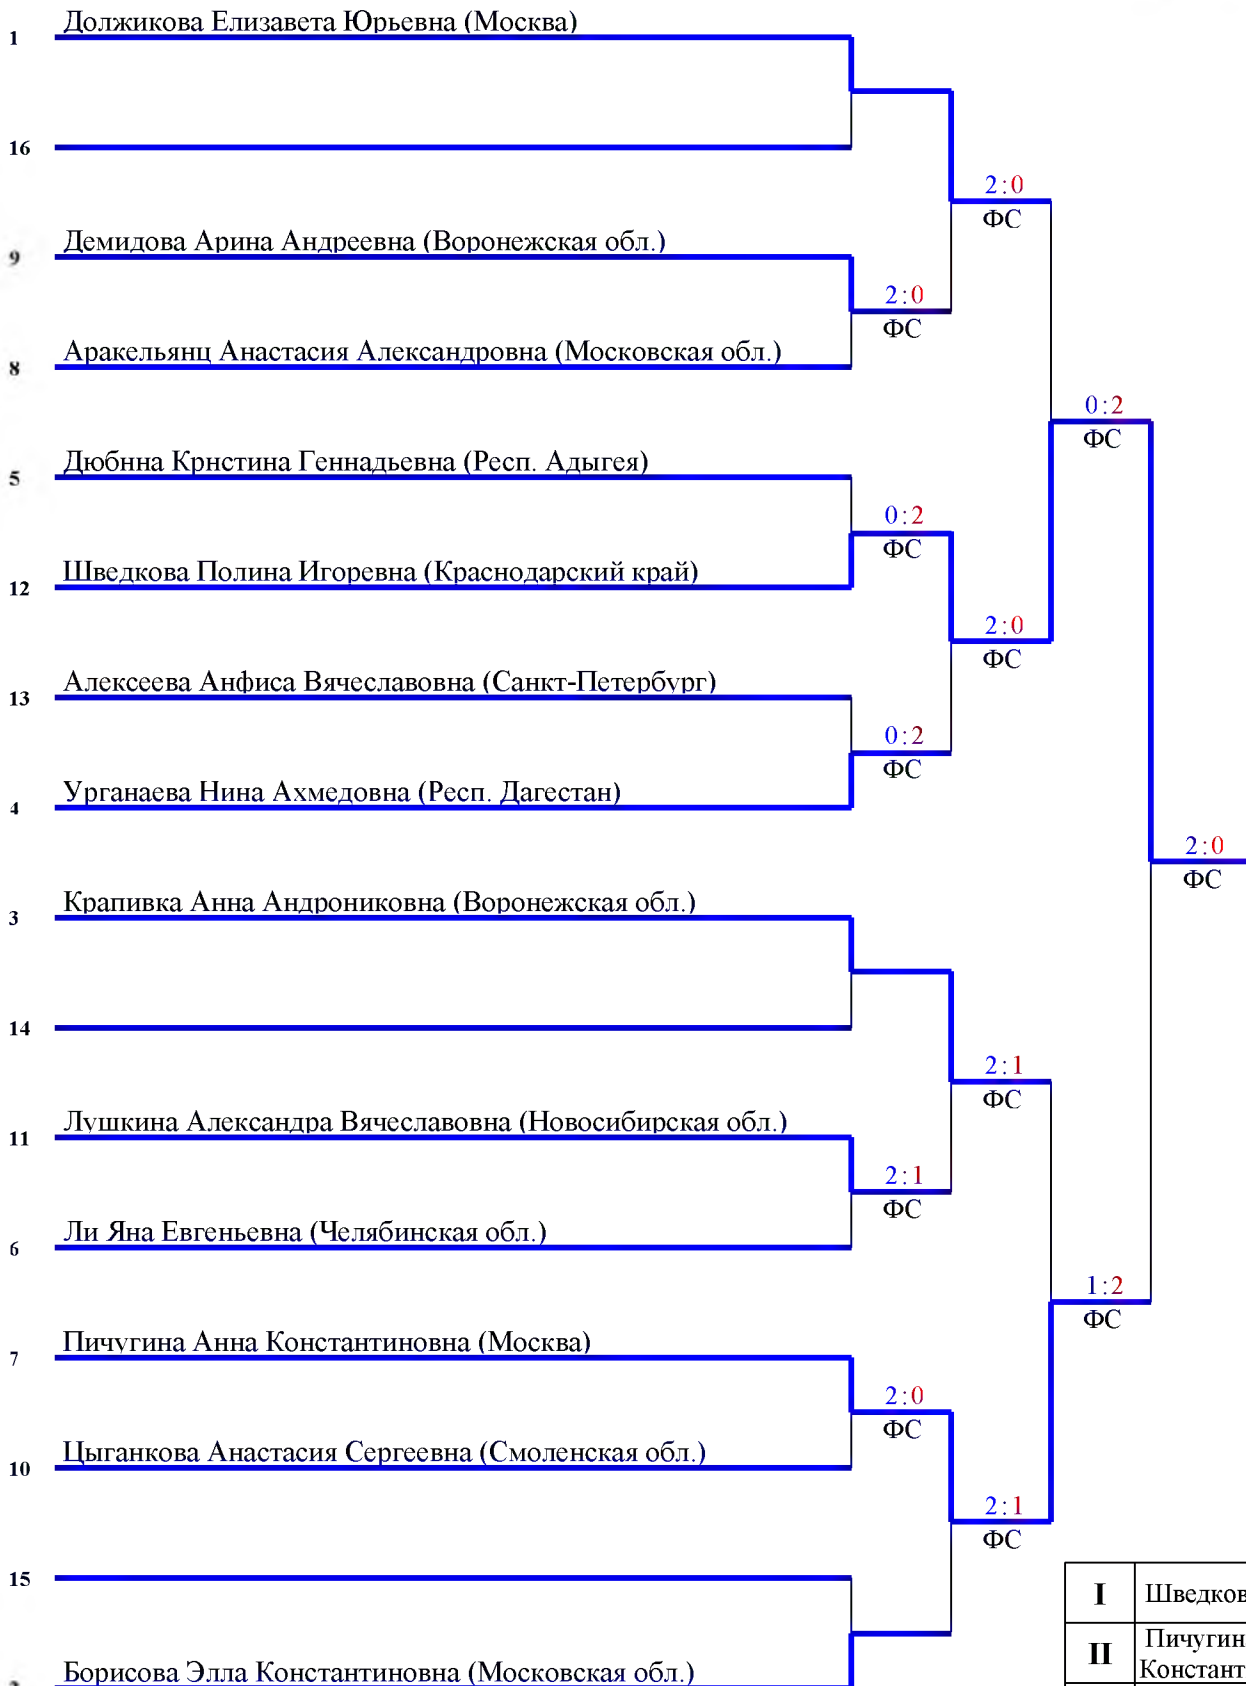 Должикова Елизавета Юрьевна (Москва)
1
16
2:0
ФС
Демидова Арина Андреевна (Воронежская обл.)
9
2:0
ФС
Аракельянц Анастасия Александровна (Московская обл.)
8
0:2
ФС
Дюбнна Крнстина Геннадьевна (Респ. Адыгея)
5
0:2
ФС
Шведкова Полина Игоревна (Краснодарский край)
12
2:0
ФС
Алексеева Анфиса Вячеславовна (Санкт-Петербург)
13
0:2
ФС
Урганаева Нина Ахмедовна (Респ. Дагестан)
4
2:0
ФС
Крапивка Анна Андрониковна (Воронежская обл.)
3
14
2:1
ФС
Лушкина Александра Вячеславовна (Новосибирская обл.)
11
2:1
ФС
Ли Яна Евгеньевна (Челябинская обл.)
6
1:2
ФС
Пичугина Анна Константиновна (Москва)
7
2:0
ФС
Цыганкова Анастасия Сергеевна (Смоленская обл.)
10
2:1
ФС
15
I Шведков
II Пичугин
Констант
Борисова Элла Константиновна (Московская обл.)